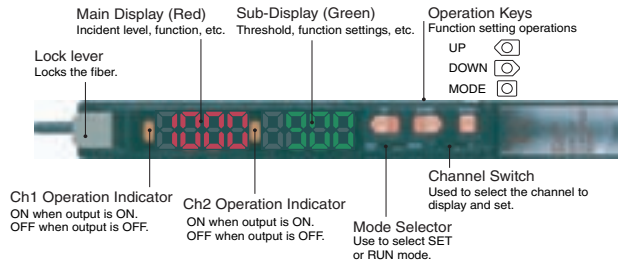 Main Display (Red)
Incident level, function, etc.
Sub-Display (Green)
Threshold, function settings, etc.
Operation Keys
Function setting operations
UP
DOWN
MODE
Lock lever
Locks the fiber.
1000
900
Ch1 Operation Indicator
ON when output is ON.
OFF when output is OFF.
Ch2 Operation Indicator
ON when output is ON.
OFF when output is OFF.
Mode Selector
Use to select SET
or RUN mode.
Channel Switch
Used to select the channel to
display and set.